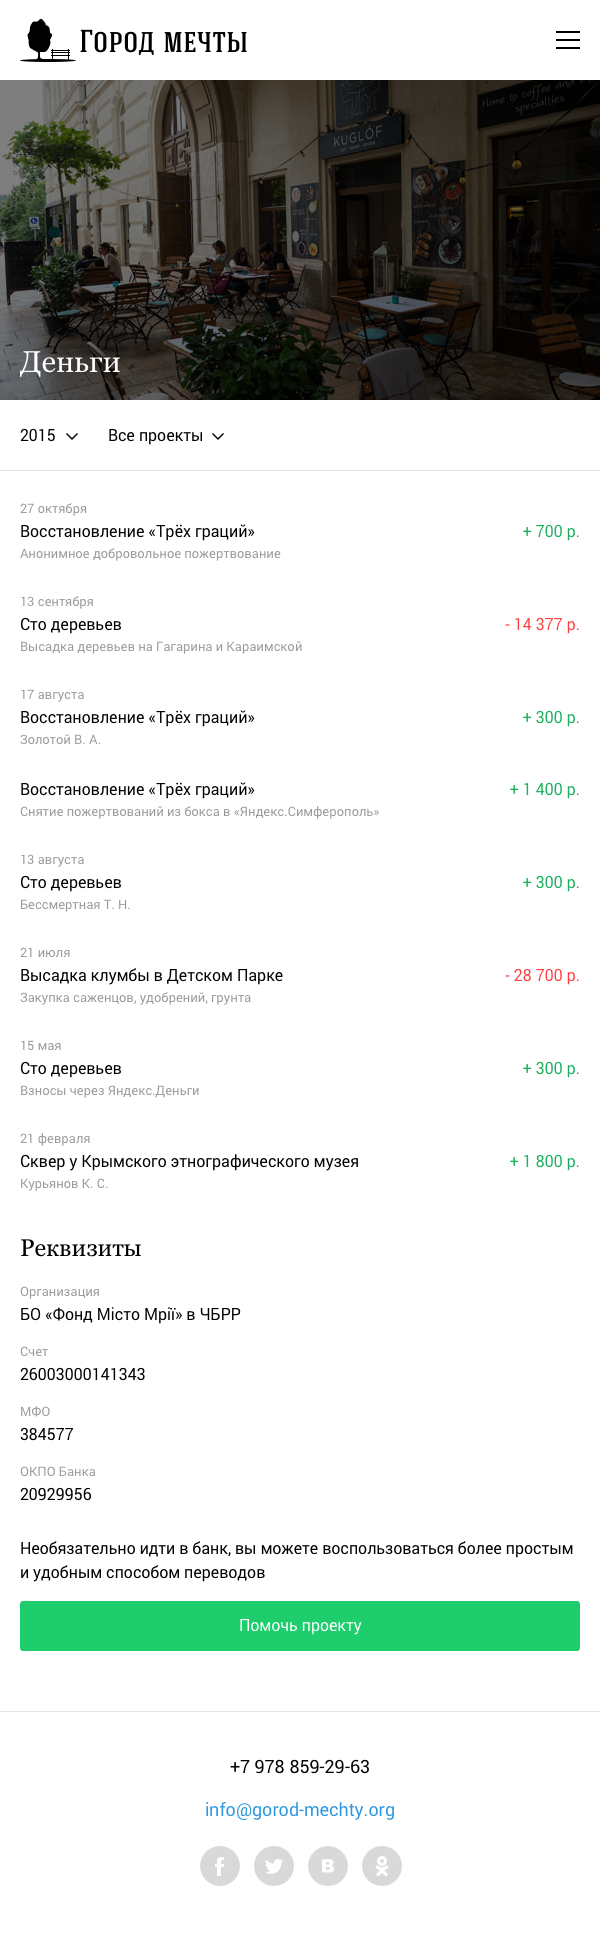 Город мечты
Home to coffee and
specialties
KUGLÓF
Деньги
2015
Все проекты
27 октября
Восстановление «Трёх граций»
+ 700 р.
Анонимное добровольное пожертвование
13 сентября
Сто деревьев
- 14 377 р.
Высадка деревьев на Гагарина и Караимской
17 августа
Восстановление «Трёх граций»
+ 300 р.
Золотой В. А.
Восстановление «Трёх граций»
+ 1 400 р.
Снятие пожертвований из бокса в «Яндекс.Симферополь»
13 августа
Сто деревьев
+ 300 р.
Бессмертная Т. Н.
21 июля
Высадка клумбы в Детском Парке
- 28 700 р.
Закупка саженцов, удобрений, грунта
15 мая
Сто деревьев
+ 300 р.
Взносы через Яндекс.Деньги
21 февраля
Сквер у Крымского этнографического музея
+ 1 800 р.
Курьянов К. С.
Реквизиты
Организация
БО «Фонд Місто Мрії» в ЧБРР
Счет
26003000141343
МФО
384577
ОКПО Банка
20929956
Необязательно идти в банк, вы можете воспользоваться более простым
и удобным способом переводов
Помочь проекту
+7 978 859-29-63
info@gorod-mechty.org